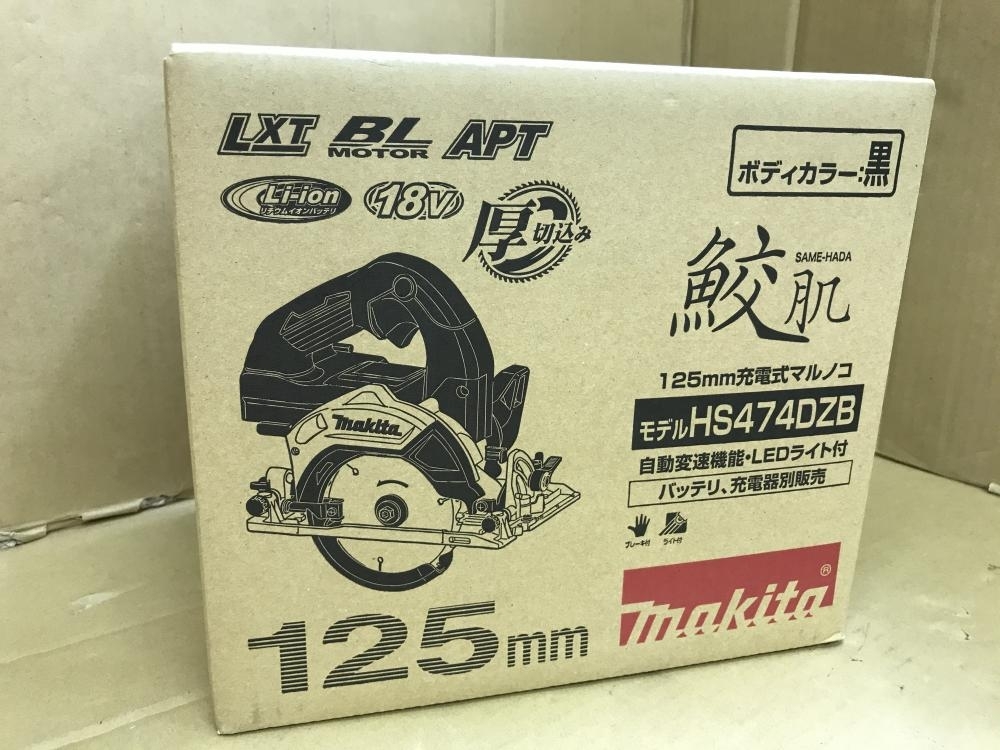 LXT BL MOTOR APT
Li-ion
リチウムイオンバッテリ
18V
厚切込み
ボディカラー:黒
鮫肌
SAME-HADA
125mm充電式マルノコ
モデルHS474DZB
自動変速機能・LEDライト付
バッテリ、充電器別販売
ブレーキ付 ライト付
makita
125mm
makita®